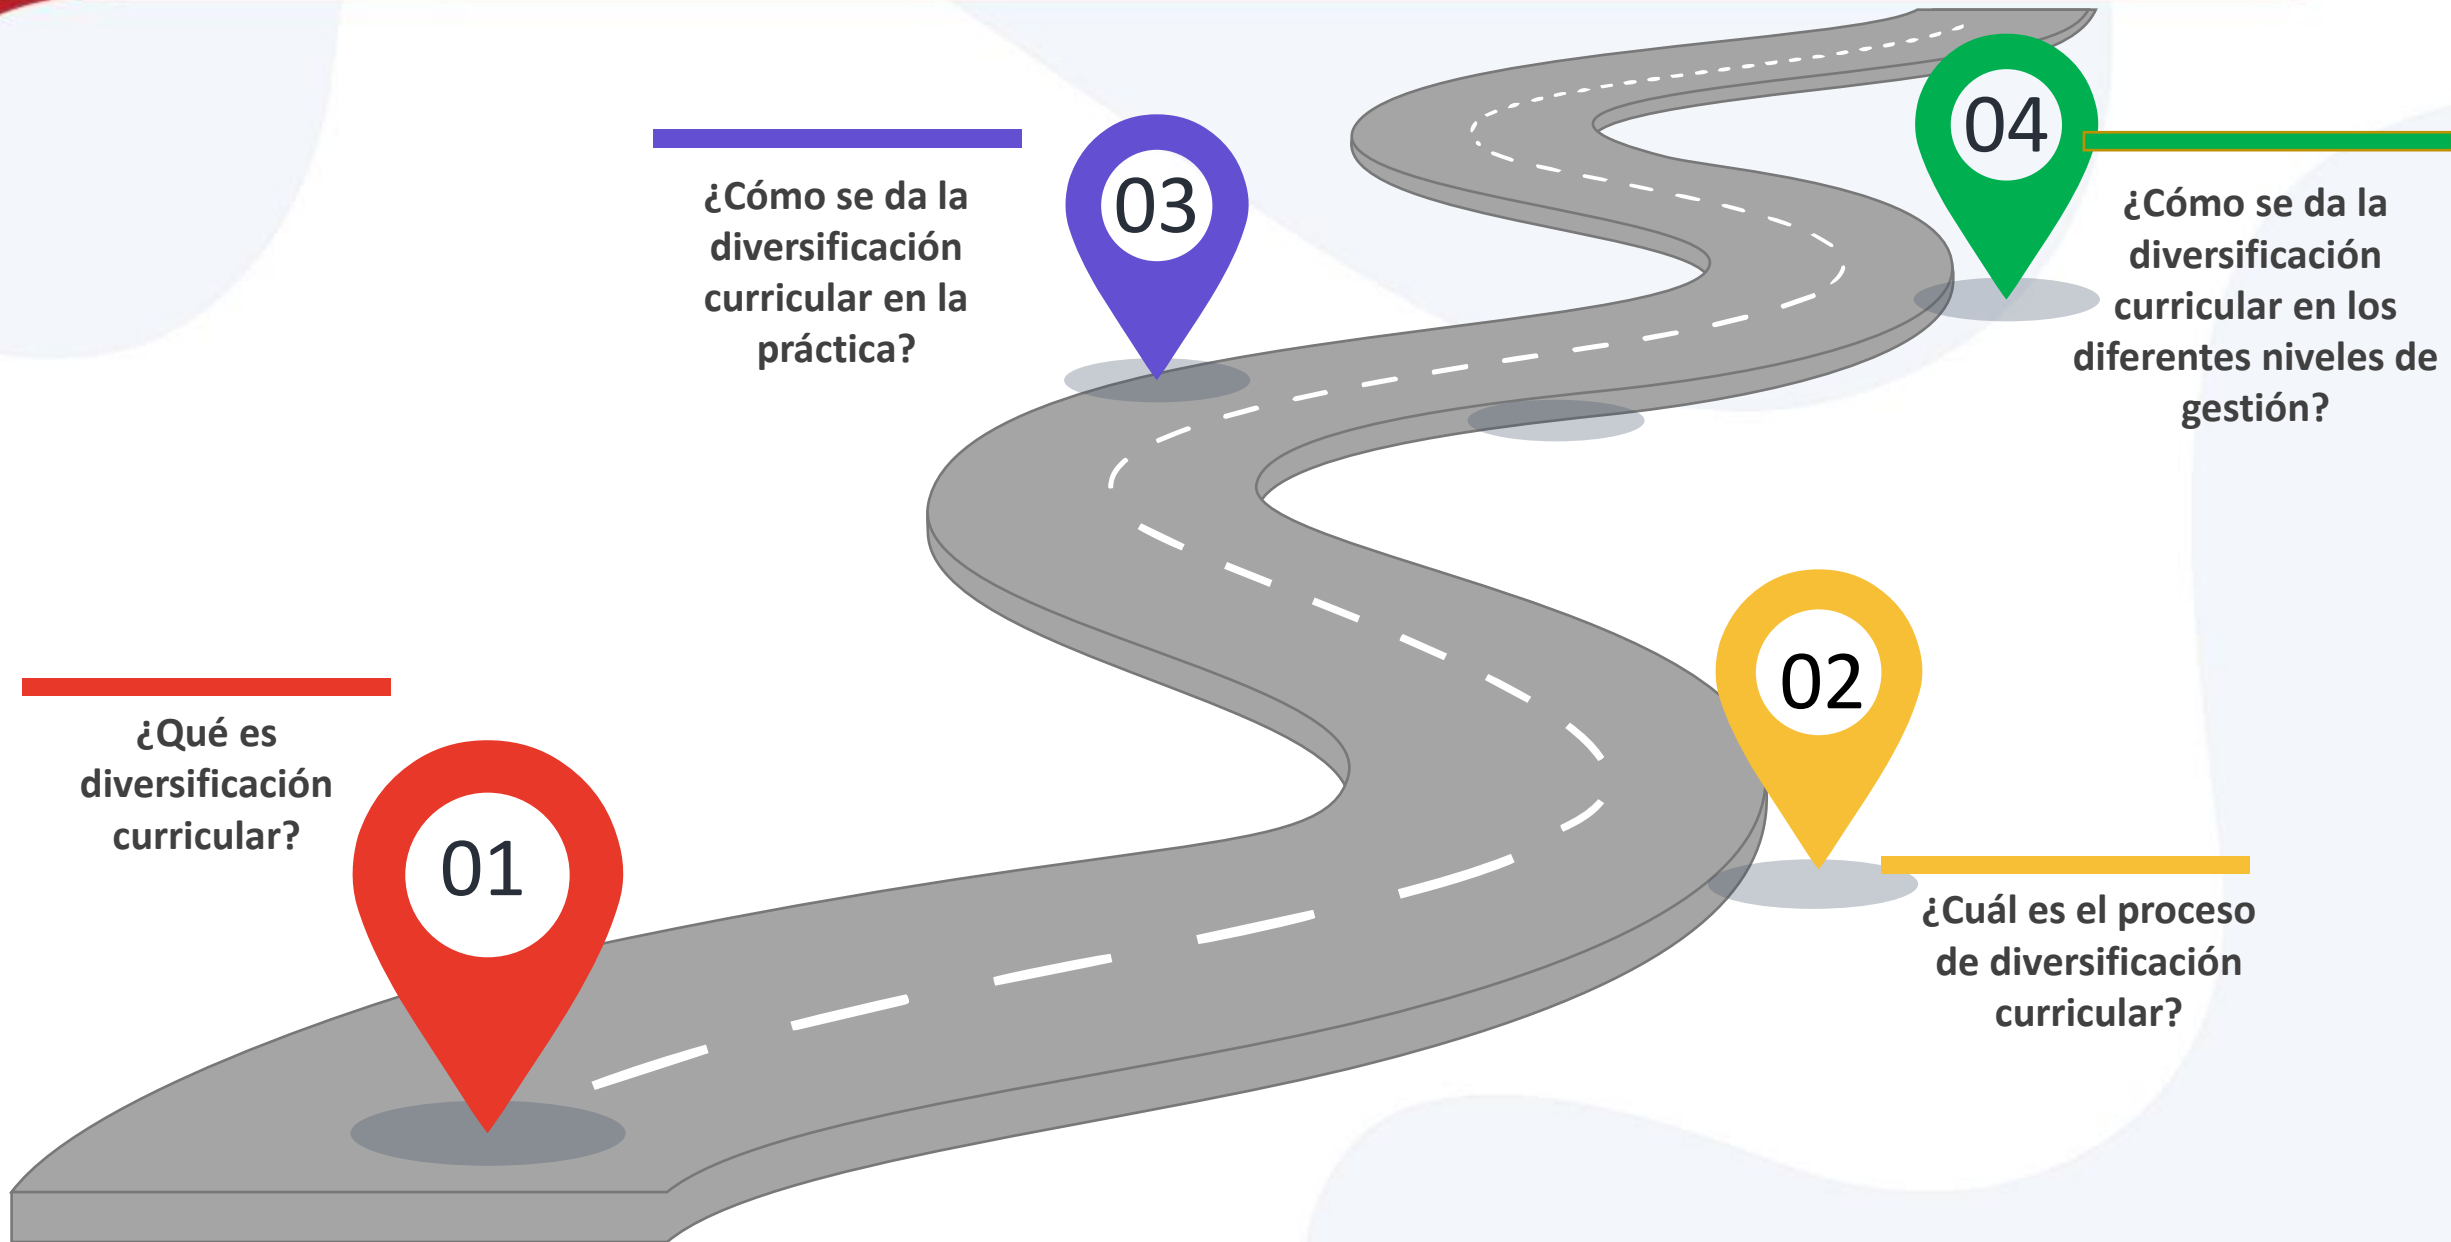 01
¿Qué es
diversificación
curricular?
02
¿Cuál es el proceso
de diversificación
curricular?
03
¿Cómo se da la
diversificación
curricular en la
práctica?
04
¿Cómo se da la
diversificación
curricular en los
diferentes niveles de
gestión?